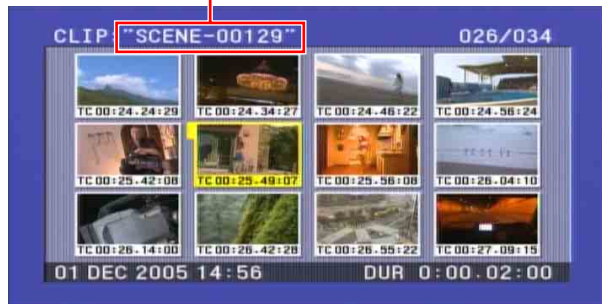 CLIP:"SCENE-00129" 026/034
TC 00:24.24:29 TC 00:24.34:27 TC 00:24.46:22 TC 00:24.56:24
TC 00:25.42:08 TC 00:25.49:07 TC 00:25.56:08 TC 00:26.04:10
TC 00:26.14:00 TC 00:26.42:28 TC 00:26.55:22 TC 00:27.09:15
01 DEC 2005 14:56 DUR 0:00.02:00